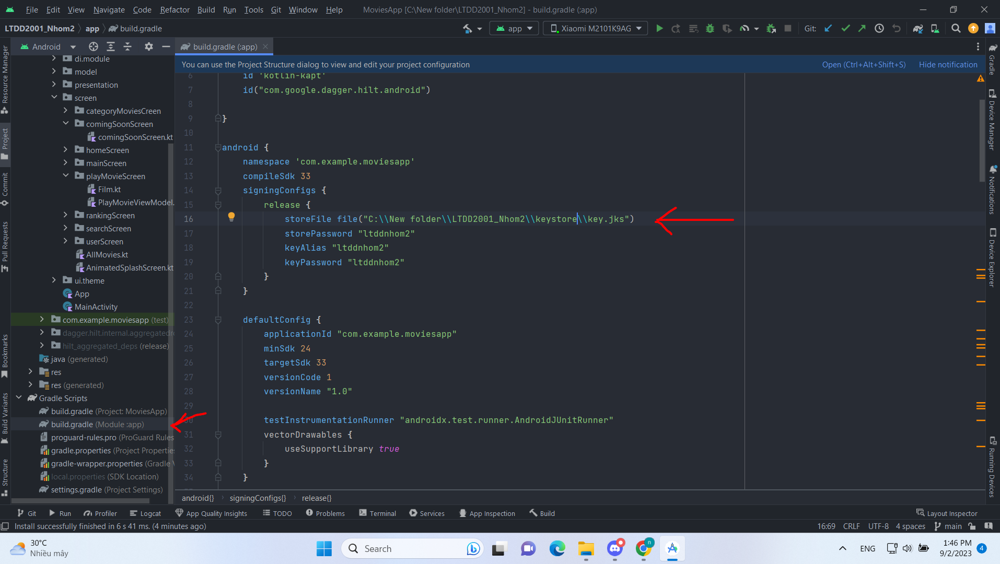 File Edit View Navigate Code Refactor Build Run Tools Git Window Help MoviesApp [C:\New folder\LTDD2001_Nhom2] - build.gradle (:app)
LTDD2001_Nhom2 app build.gradle app Xiaomi M2101K9AG Git:
Android build.gradle (:app)
You can use the Project Structure dialog to view and edit your project configuration Open (Ctrl+Alt+Shift+S) Hide notification
Resource Manager
Project
Commit
Pull Requests
Bookmarks
Build Variants
Structure
di.module
model
presentation
screen
categoryMoviesCreen
comingSoonScreen
comingSoonScreen.kt
homeScreen
mainScreen
playMovieScreen
Film.kt
PlayMovieViewModel.
rankingScreen
searchScreen
userScreen
AllMovies.kt
AnimatedSplashScreen.kt
ui.theme
App
MainActivity
com.example.moviesapp (test)
dagger.hilt.internal.aggregatedro
hilt_aggregated_deps (release)
java (generated)
res
res (generated)
Gradle Scripts
build.gradle (Project: MoviesApp)
build.gradle (Module :app)
proguard-rules.pro (ProGuard Rules
gradle.properties (Project Propertie
gradle-wrapper.properties (Gradle V
local.properties (SDK Location)
settings.gradle (Project Settings)
6 id 'kotlin-kapt'
7 id("com.google.dagger.hilt.android")
8
9 }
10
11 android {
12 namespace 'com.example.moviesapp'
13 compileSdk 33
14 signingConfigs {
15 release {
16 storeFile file("C:\\New folder\\LTDD2001_Nhom2\\keystore\\key.jks")
17 storePassword "ltddnhom2"
18 keyAlias "ltddnhom2"
19 keyPassword "ltddnhom2"
20 }
21 }
22
23 defaultConfig {
24 applicationId "com.example.moviesapp"
25 minSdk 24
26 targetSdk 33
27 versionCode 1
28 versionName "1.0"
29
30 testInstrumentationRunner "androidx.test.runner.AndroidJUnitRunner"
31 vectorDrawables {
32 useSupportLibrary true
33 }
34 }
android{} signingConfigs{} release{}
Gradle
Device Manager
Notifications
Device Explorer
Running Devices
Git Run Profiler Logcat App Quality Insights TODO Problems Terminal Services App Inspection Build Layout Inspector
Install successfully finished in 6 s 41 ms. (4 minutes ago) 16:69 CRLF UTF-8 4 spaces main
30°C
Nhiều mây
Search
n
ENG
1:46 PM
9/2/2023
4